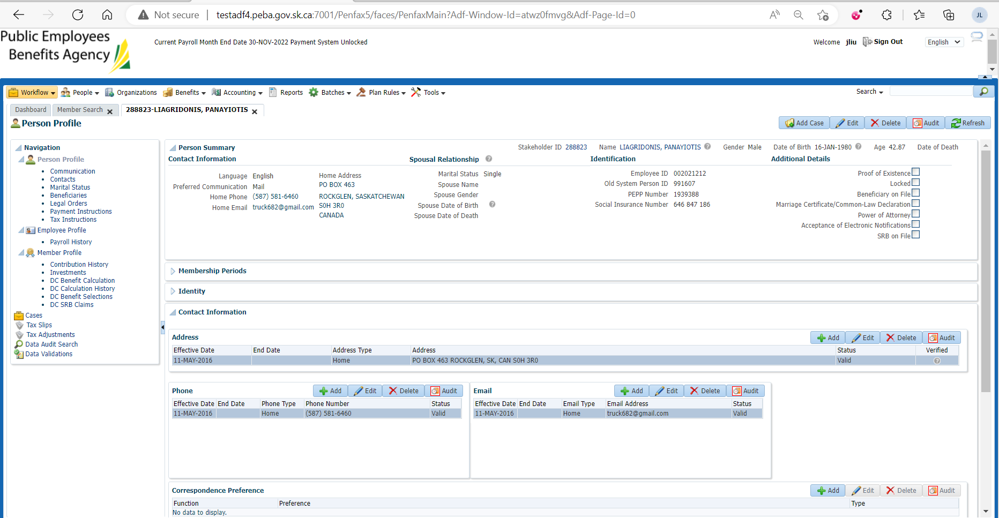 Not secure testadf4.peba.gov.sk.ca:7001/Penfax5/faces/PenfaxMain?Adf-Window-Id=atwz0fmvg&Adf-Page-Id=0 JL
Public Employees
Benefits Agency
Current Payroll Month End Date 30-NOV-2022 Payment System Unlocked
Welcome jliu Sign Out English
Workflow People Organizations Benefits Accounting Reports Batches Plan Rules Tools Search
Dashboard Member Search 288823-LIAGRIDONIS, PANAYIOTIS
Person Profile
Add Case Edit Delete Audit Refresh
Navigation
Person Profile
Communication
Contacts
Marital Status
Beneficiaries
Legal Orders
Payment Instructions
Tax Instructions
Employee Profile
Payroll History
Member Profile
Contribution History
Investments
DC Benefit Calculation
DC Calculation History
DC Benefit Selections
DC SRB Claims
Cases
Tax Slips
Tax Adjustments
Data Audit Search
Data Validations
Person Summary
Stakeholder ID 288823 Name LIAGRIDONIS, PANAYIOTIS Gender Male Date of Birth 16-JAN-1980 Age 42.87 Date of Death
Contact Information
Language English
Preferred Communication Mail
Home Phone (587) 581-6460
Home Email truck682@gmail.com
Home Address
PO BOX 463
ROCKGLEN, SASKATCHEWAN
S0H 3R0
CANADA
Spousal Relationship
Marital Status Single
Spouse Name
Spouse Gender
Spouse Date of Birth
Spouse Date of Death
Identification
Employee ID 002021212
Old System Person ID 991607
PEPP Number 1939388
Social Insurance Number 646 847 186
Additional Details
Proof of Existence
Locked
Beneficiary on File
Marriage Certificate/Common-Law Declaration
Power of Attorney
Acceptance of Electronic Notifications
SRB on File
Membership Periods
Identity
Contact Information
Address
Add Edit Delete Audit
Effective Date End Date Address Type Address Status Verified
11-MAY-2016 Home PO BOX 463 ROCKGLEN, SK, CAN S0H 3R0 Valid
Phone
Add Edit Delete Audit
Effective Date End Date Phone Type Phone Number Status
11-MAY-2016 Home (587) 581-6460 Valid
Email
Add Edit Delete Audit
Effective Date End Date Email Type Email Address Status
11-MAY-2016 Home truck682@gmail.com Valid
Correspondence Preference
Add Edit Delete Audit
Function Preference Type
No data to display.